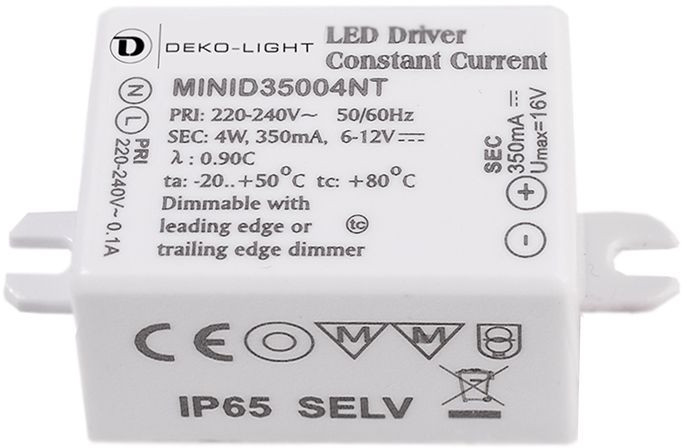 D DEKO-LIGHT
LED Driver
Constant Current
MINID35004NT
PRI: 220-240V~ 50/60Hz
SEC: 4W, 350mA, 6-12V⎓
λ : 0.90C
ta: -20..+50°C tc: +80°C
Dimmable with
leading edge or
trailing edge dimmer
tc
N
L
PRI
220-240V~ 0.1A
SEC
350mA ⎓
Umax=16V
+
-
CE M M
IP65 SELV